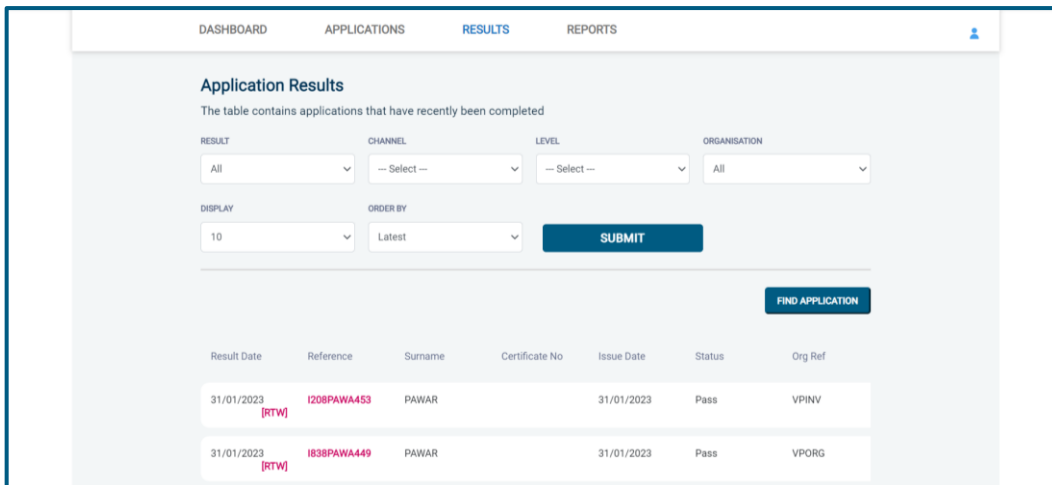 DASHBOARD APPLICATIONS RESULTS REPORTS
Application Results
The table contains applications that have recently been completed
RESULT CHANNEL LEVEL ORGANISATION
All --- Select --- --- Select --- All
DISPLAY ORDER BY
10 Latest SUBMIT
FIND APPLICATION
Result Date Reference Surname Certificate No Issue Date Status Org Ref
31/01/2023 I208PAWA453 PAWAR 31/01/2023 Pass VPINV
[RTW]
31/01/2023 I838PAWA449 PAWAR 31/01/2023 Pass VPORG
[RTW]